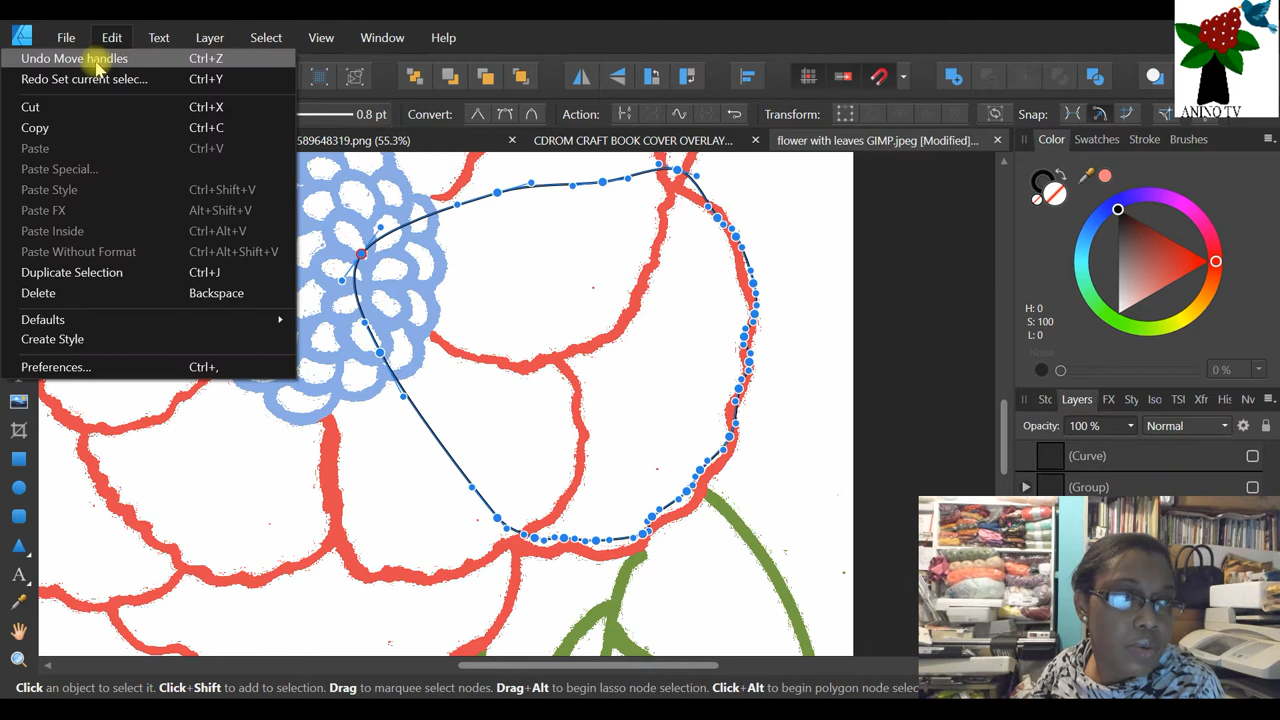 File Edit Text Layer Select View Window Help
Undo Move handles Ctrl+Z
Redo Set current selec... Ctrl+Y
Cut Ctrl+X
Copy Ctrl+C
Paste Ctrl+V
Paste Special...
Paste Style Ctrl+Shift+V
Paste FX Alt+Shift+V
Paste Inside Ctrl+Alt+V
Paste Without Format Ctrl+Alt+Shift+V
Duplicate Selection Ctrl+J
Delete Backspace
Defaults
Create Style
Preferences... Ctrl+,
0.8 pt Convert: Action: Transform: Snap:
589648319.png (55.3%) CDROM CRAFT BOOK COVER OVERLAY... flower with leaves GIMP.jpeg [Modified]...
ANINO TV
Color Swatches Stroke Brushes
H: 0
S: 100
L: 0
None
0 %
Stc Layers FX Sty Iso TSI Xfr His Nv
Opacity: 100 % Normal
(Curve)
(Group)
A
Click an object to select it. Click+Shift to add to selection. Drag to marquee select nodes. Drag+Alt to begin lasso node selection. Click+Alt to begin polygon node selec